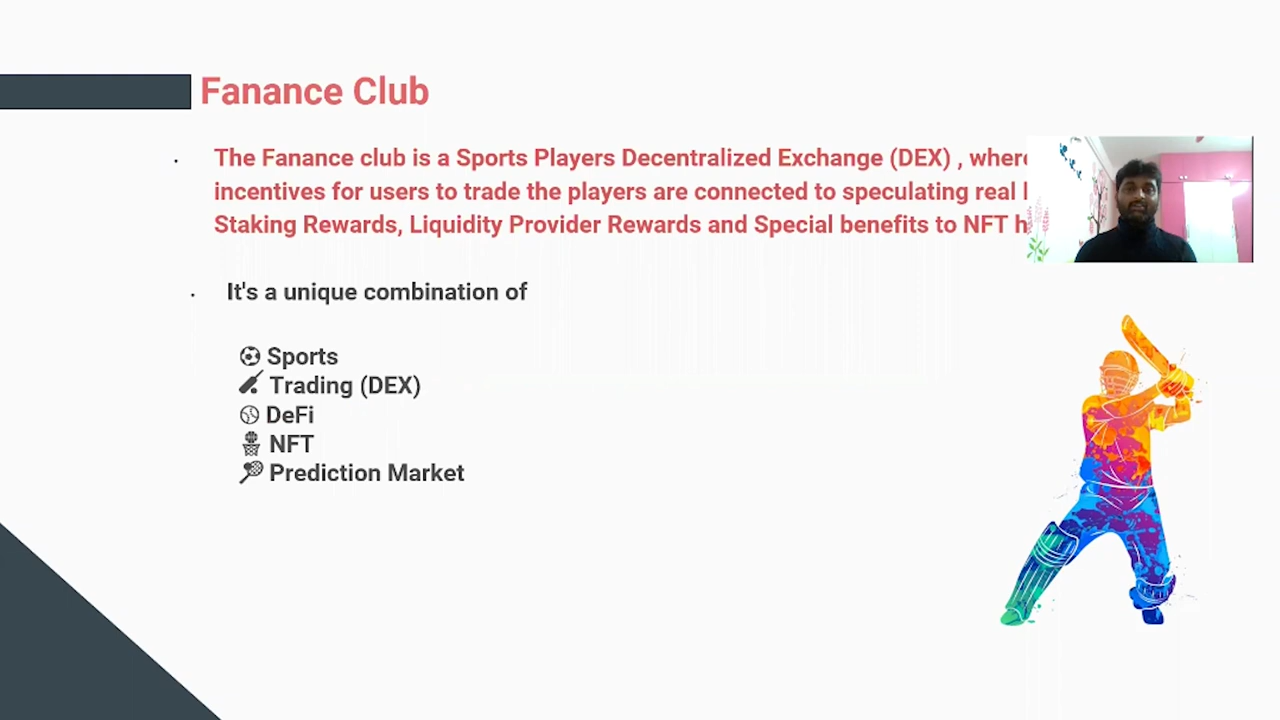 Fanance Club
The Fanance club is a Sports Players Decentralized Exchange (DEX) , where
incentives for users to trade the players are connected to speculating real
Staking Rewards, Liquidity Provider Rewards and Special benefits to NFT
It's a unique combination of
Sports
Trading (DEX)
DeFi
NFT
Prediction Market